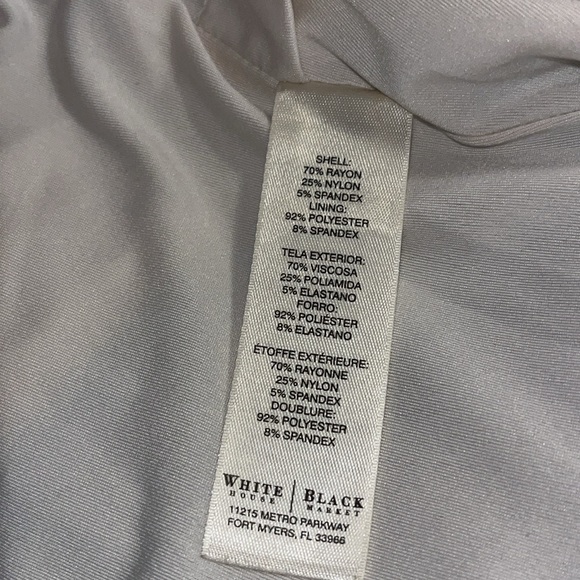 SHELL:
70% RAYON
25% NYLON
5% SPANDEX
LINING:
92% POLYESTER
8% SPANDEX
TELA EXTERIOR:
70% VISCOSA
25% POLIAMIDA
5% ELASTANO
FORRO:
92% POLIÉSTER
8% ELASTANO
ÉTOFFE EXTÉRIEURE:
70% RAYONNE
25% NYLON
5% SPANDEX
DOUBLURE:
92% POLYESTER
8% SPANDEX
WHITE | BLACK
HOUSE | MARKET
11215 METRO PARKWAY
FORT MYERS, FL 33966